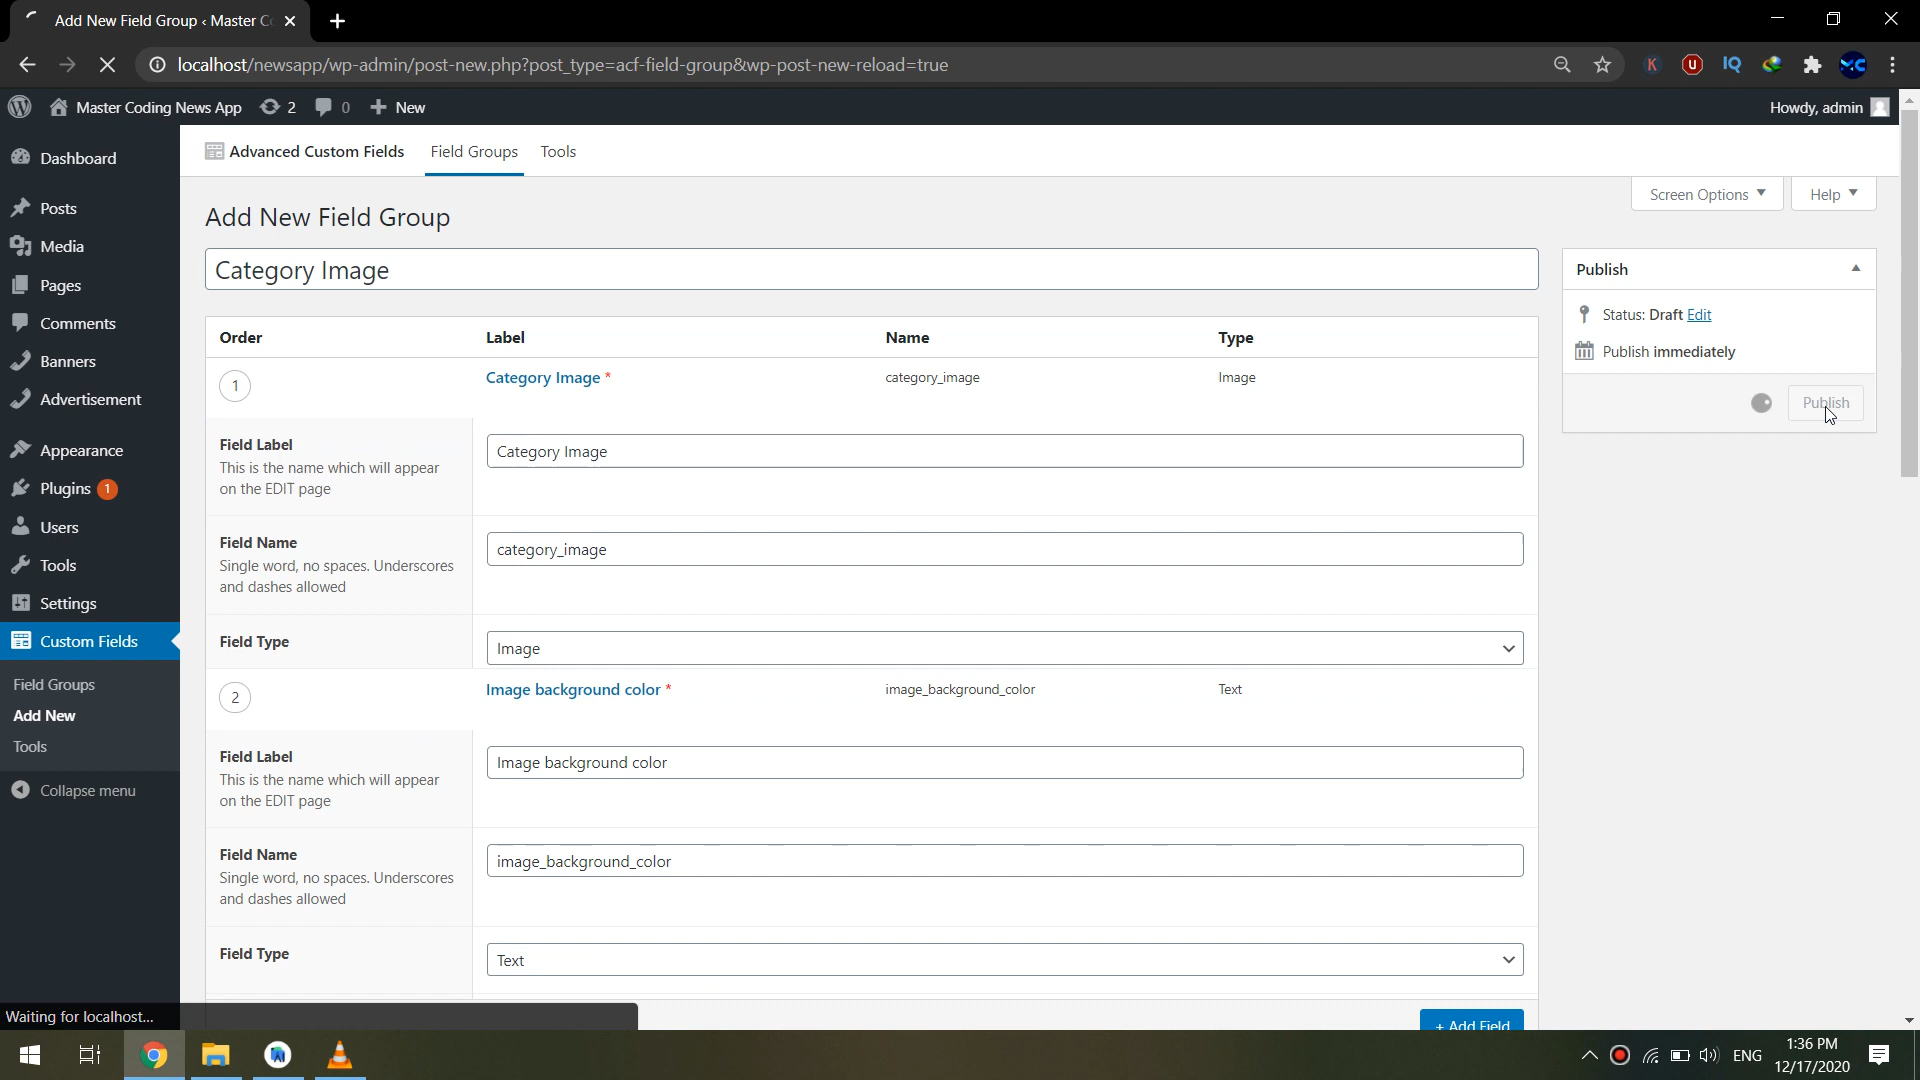 Add New Field Group ‹ Master C
localhost/newsapp/wp-admin/post-new.php?post_type=acf-field-group&wp-post-new-reload=true
K
U
IQ
Master Coding News App
2
0
New
Howdy, admin
Dashboard
Posts
Media
Pages
Comments
Banners
Advertisement
Appearance
Plugins 1
Users
Tools
Settings
Custom Fields
Field Groups
Add New
Tools
Collapse menu
Advanced Custom Fields
Field Groups
Tools
Screen Options
Help
Add New Field Group
Category Image
Order
Label
Name
Type
1
Category Image *
category_image
Image
Field Label
This is the name which will appear
on the EDIT page
Category Image
Field Name
Single word, no spaces. Underscores
and dashes allowed
category_image
Field Type
Image
2
Image background color *
image_background_color
Text
Field Label
This is the name which will appear
on the EDIT page
Image background color
Field Name
Single word, no spaces. Underscores
and dashes allowed
image_background_color
Field Type
Text
+ Add Field
Publish
Status: Draft Edit
Publish immediately
Publish
Waiting for localhost...
ENG
1:36 PM
12/17/2020